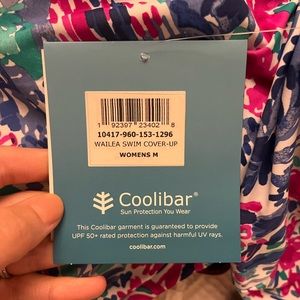 1 92397 23402 8
10417-960-153-1296
WAILEA SWIM COVER-UP
WOMENS M
Coolibar®
Sun Protection You Wear
This Coolibar garment is guaranteed to provide
UPF 50+ rated protection against harmful UV rays.
coolibar.com